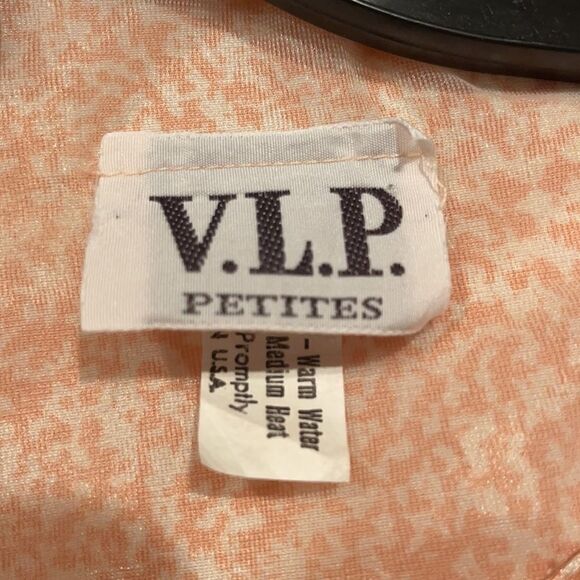 V.L.P.
PETITES
- Warm Water
Medium Heat
Promptly
N U.S.A